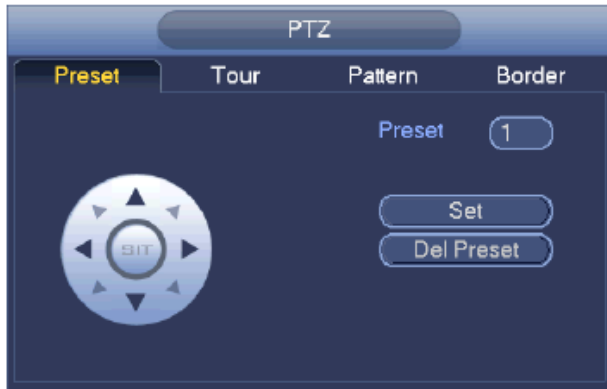 PTZ
Preset Tour Pattern Border
Preset 1
Set
SIT
Del Preset